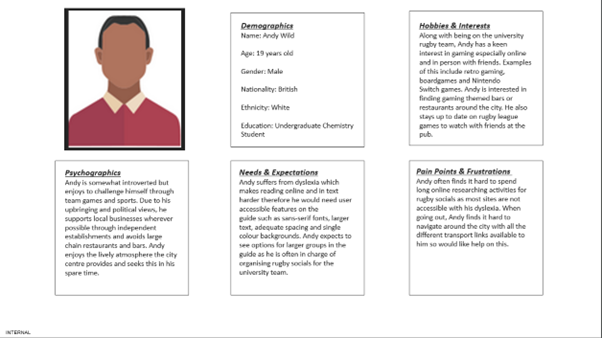 Demographics
Name: Andy Wild
Age: 19 years old
Gender: Male
Nationality: British
Ethnicity: White
Education: Undergraduate Chemistry
Student
Hobbies & Interests
Along with being on the university
rugby team, Andy has a keen
interest in gaming especially online
and in person with friends. Examples
of this include retro gaming,
boardgames and Nintendo
Switch games. Andy is interested in
finding gaming themed bars or
restaurants around the city. He also
stays up to date on rugby league
games to watch with friends at the
pub.
Psychographics
Andy is somewhat introverted but
enjoys to challenge himself through
team games and sports. Due to his
upbringing and political views, he
supports local businesses wherever
possible through independent
establishments and avoids large
chain restaurants and bars. Andy
enjoys the lively atmosphere the city
centre provides and seeks this in his
spare time.
Needs & Expectations
Andy suffers from dyslexia which
makes reading online and in text
harder therefore he would need user
accessible features on the
guide such as sans-serif fonts, larger
text, adequate spacing and single
colour backgrounds. Andy expects to
see options for larger groups in the
guide as he is often in charge of
organising rugby socials for the
university team.
Pain Points & Frustrations
Andy often finds it hard to spend
long online researching activities for
rugby socials as most sites are not
accessible with his dyslexia. When
going out, Andy finds it hard to
navigate around the city with all the
different transport links available to
him so would like help on this.
INTERNAL